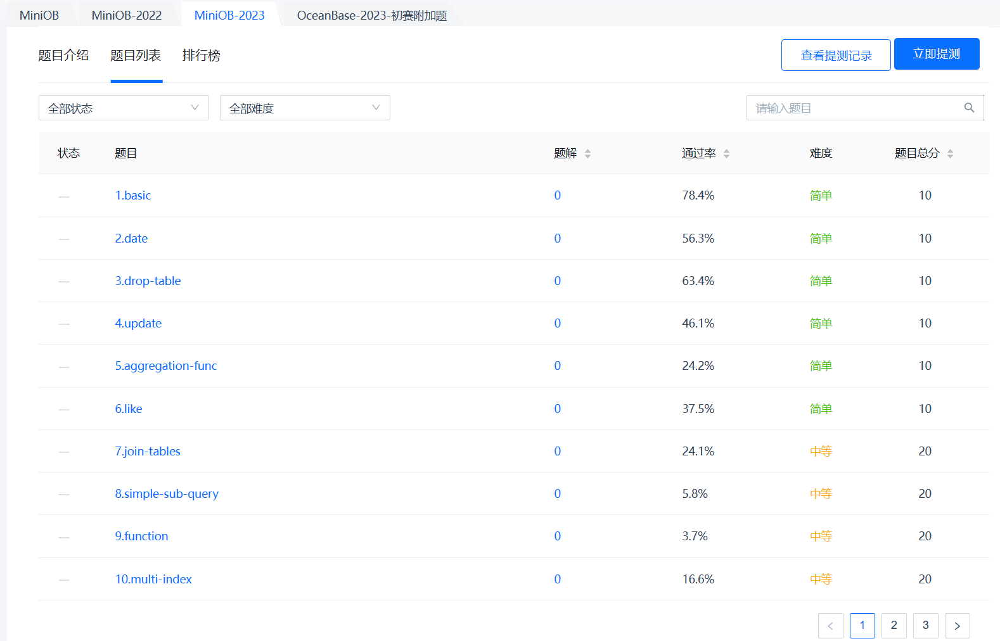 MiniOB MiniOB-2022 MiniOB-2023 OceanBase-2023-初赛附加题
题目介绍 题目列表 排行榜 查看提测记录 立即提测
全部状态 全部难度 请输入题目
状态 题目 题解 通过率 难度 题目总分
— 1.basic 0 78.4% 简单 10
— 2.date 0 56.3% 简单 10
— 3.drop-table 0 63.4% 简单 10
— 4.update 0 46.1% 简单 10
— 5.aggregation-func 0 24.2% 简单 10
— 6.like 0 37.5% 简单 10
— 7.join-tables 0 24.1% 中等 20
— 8.simple-sub-query 0 5.8% 中等 20
— 9.function 0 3.7% 中等 20
— 10.multi-index 0 16.6% 中等 20
< 1 2 3 >